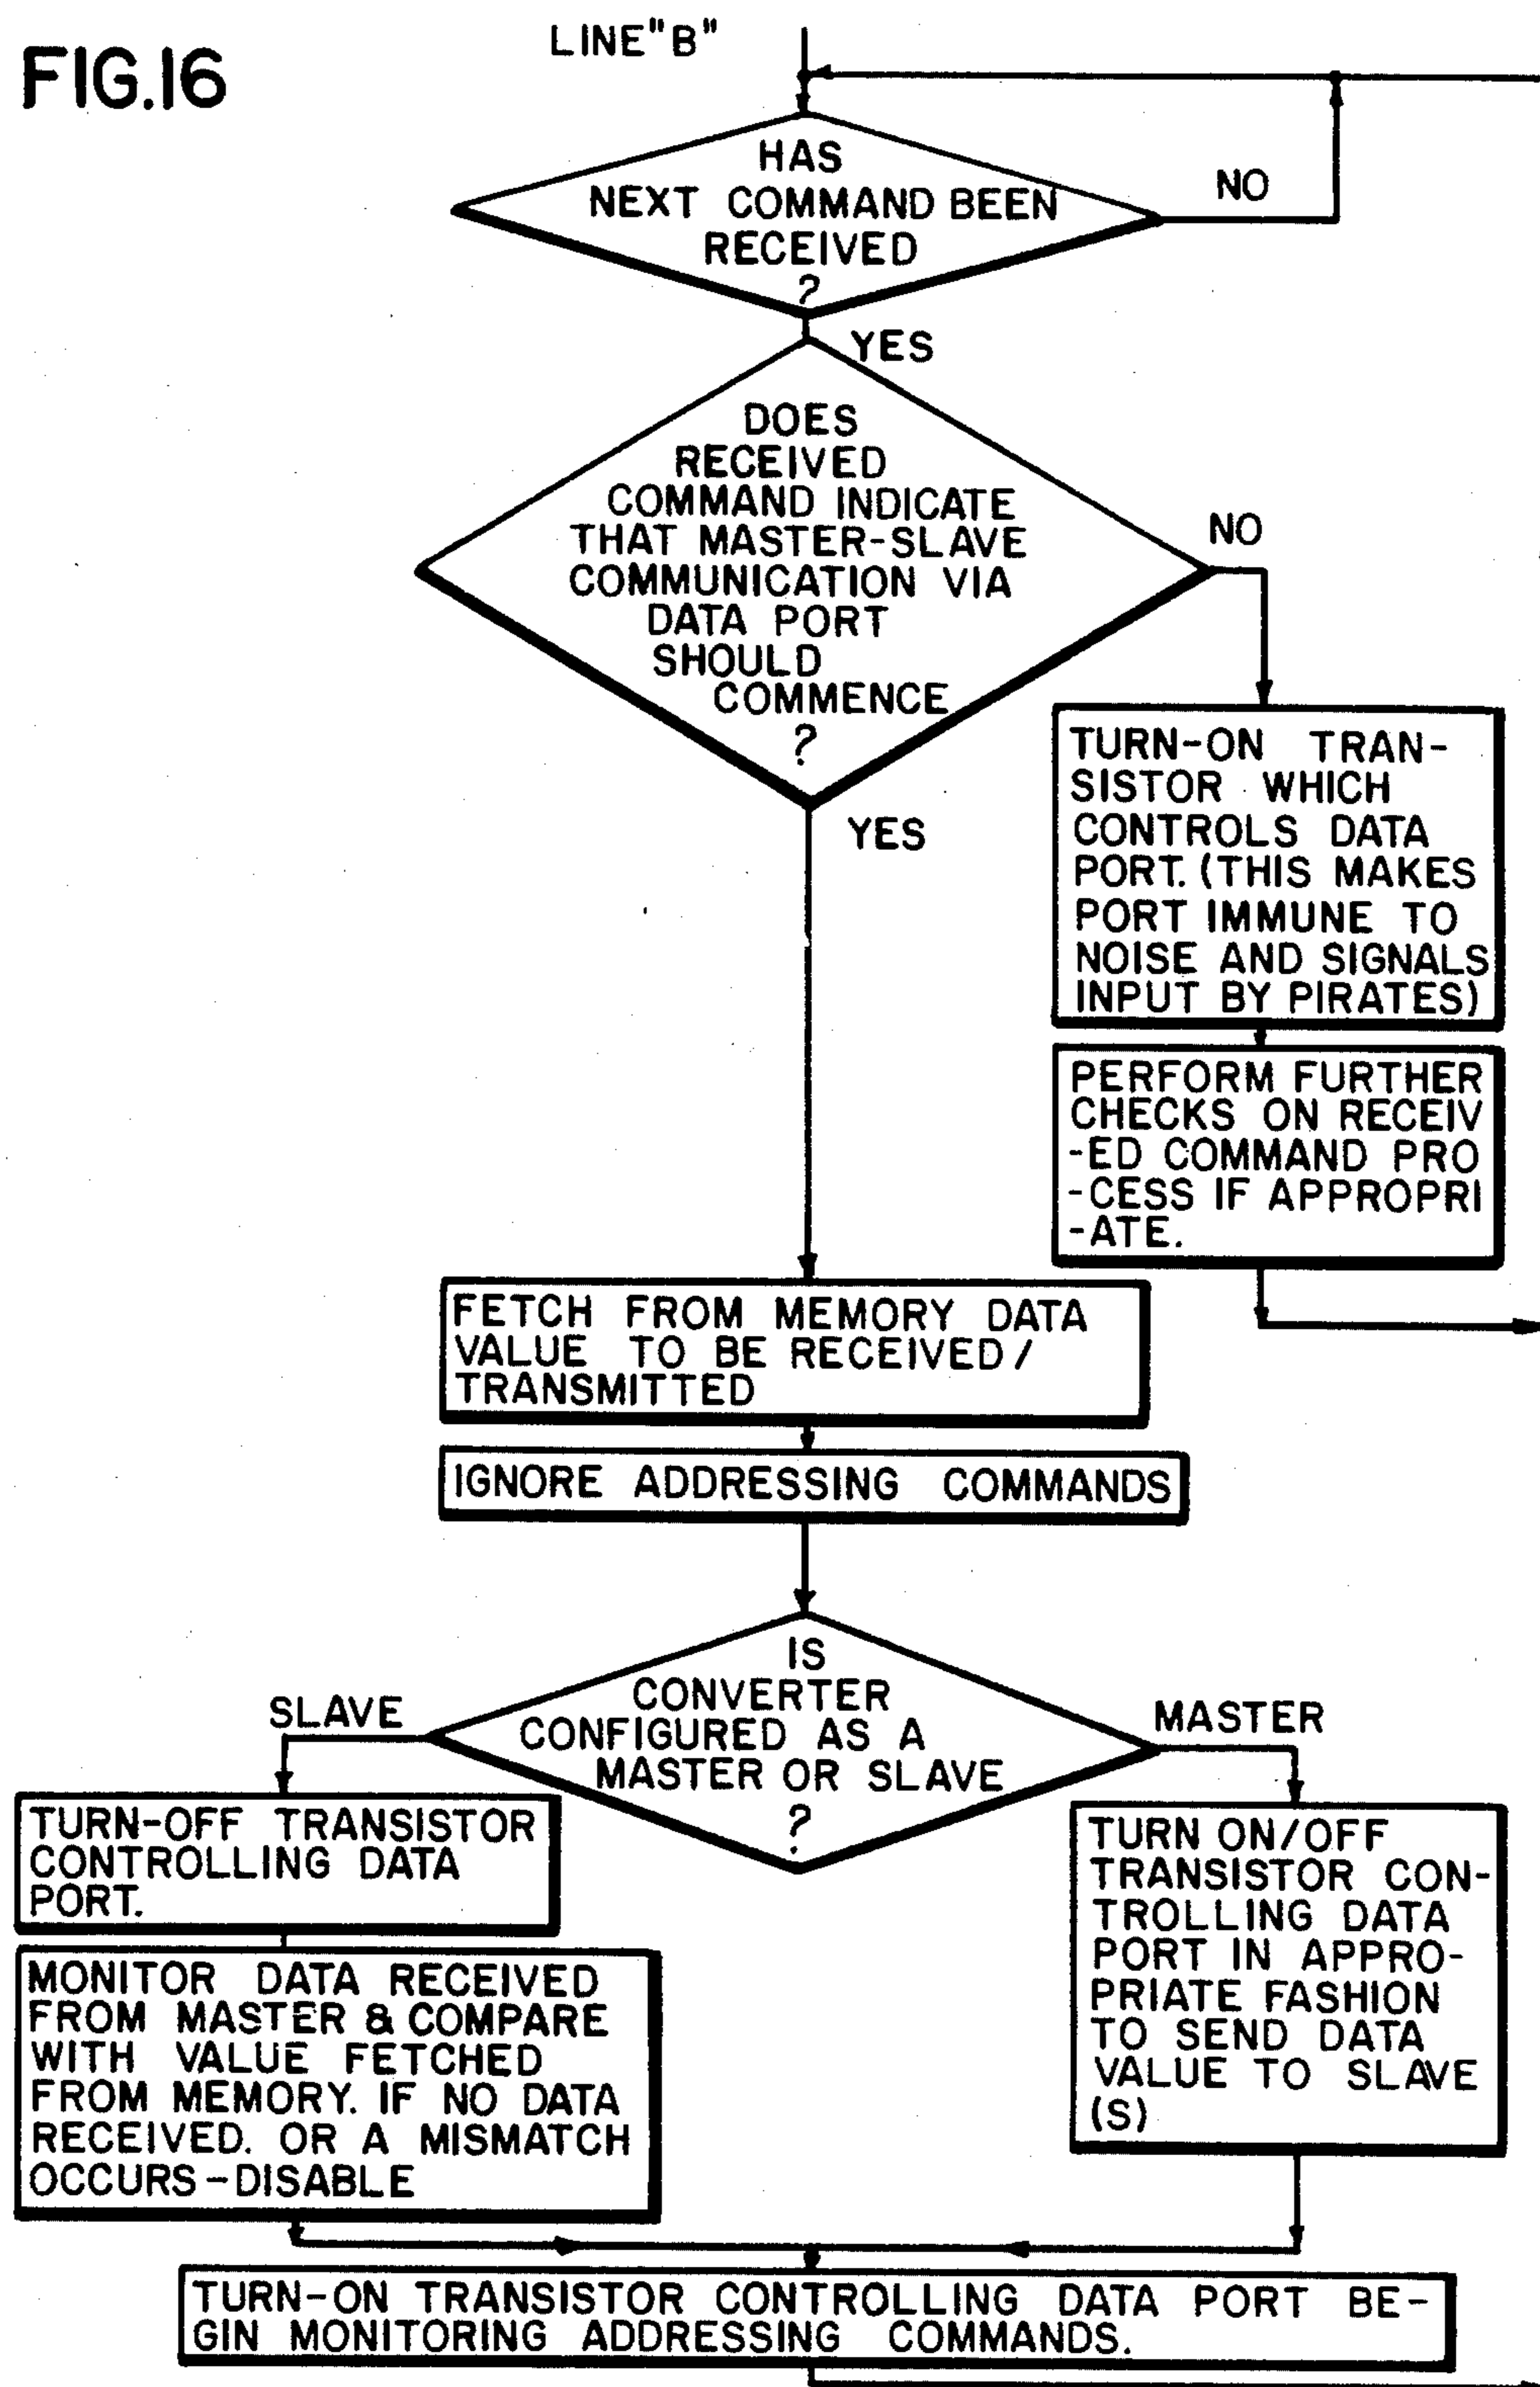 FIG.16
LINE "B"
HAS
NEXT COMMAND BEEN
RECEIVED
?
NO
YES
DOES
RECEIVED
COMMAND INDICATE
THAT MASTER-SLAVE
COMMUNICATION VIA
DATA PORT
SHOULD
COMMENCE
?
NO
YES
TURN-ON TRAN-
SISTOR WHICH
CONTROLS DATA
PORT. (THIS MAKES
PORT IMMUNE TO
NOISE AND SIGNALS
INPUT BY PIRATES)
PERFORM FURTHER
CHECKS ON RECEIV
-ED COMMAND PRO
-CESS IF APPROPRI
-ATE.
FETCH FROM MEMORY DATA
VALUE TO BE RECEIVED/
TRANSMITTED
IGNORE ADDRESSING COMMANDS
IS
CONVERTER
CONFIGURED AS A
MASTER OR SLAVE
?
SLAVE
MASTER
TURN-OFF TRANSISTOR
CONTROLLING DATA
PORT.
MONITOR DATA RECEIVED
FROM MASTER & COMPARE
WITH VALUE FETCHED
FROM MEMORY. IF NO DATA
RECEIVED. OR A MISMATCH
OCCURS-DISABLE
TURN ON/OFF
TRANSISTOR CON-
TROLLING DATA
PORT IN APPRO-
PRIATE FASHION
TO SEND DATA
VALUE TO SLAVE
(S)
TURN-ON TRANSISTOR CONTROLLING DATA PORT BE-
GIN MONITORING ADDRESSING COMMANDS.